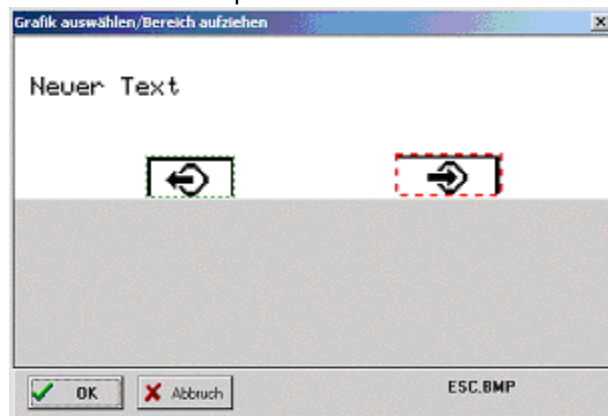 Grafik auswählen/Bereich aufziehen
Neuer Text
OK
Abbruch
ESC.BMP